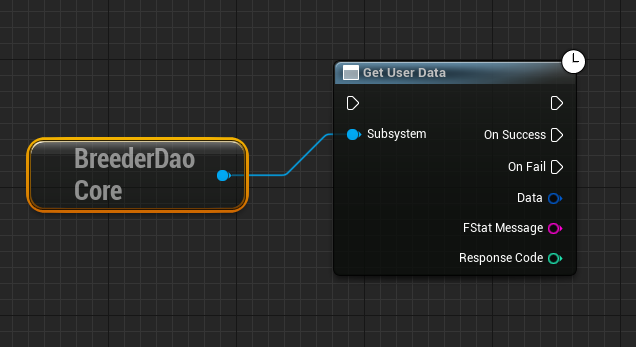 Get User Data
Subsystem
On Success
On Fail
BreederDao
Core
Data
FStat Message
Response Code